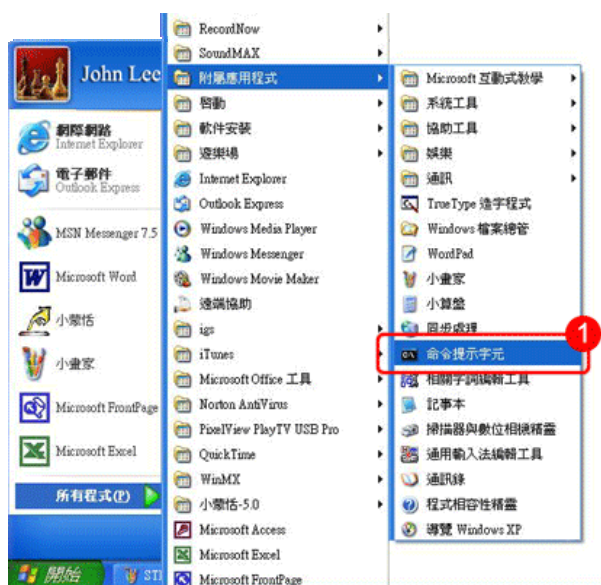 John Lee
網際網路
Internet Explorer
電子郵件
Outlook Express
MSN Messenger 7.5
Microsoft Word
小蒙恬
小畫家
Microsoft FrontPage
Microsoft Excel
所有程式(P)
開始
RecordNow
SoundMAX
附屬應用程式
啟動
軟件安裝
遊樂場
Internet Explorer
Outlook Express
Windows Media Player
Windows Messenger
Windows Movie Maker
遠端協助
igs
iTunes
Microsoft Office 工具
Norton AntiVirus
PixelView PlayTV USB Pro
QuickTime
WinMX
小蒙恬-5.0
Microsoft Access
Microsoft Excel
Microsoft FrontPage
Microsoft 互動式教學
系統工具
協助工具
娛樂
通訊
TrueType 造字程式
Windows 檔案總管
WordPad
小畫家
小算盤
同步處理
1
命令提示字元
相關字詞編輯工具
記事本
掃描器與數位相機精靈
通用輸入法編輯工具
通訊錄
程式相容性精靈
導覽 Windows XP